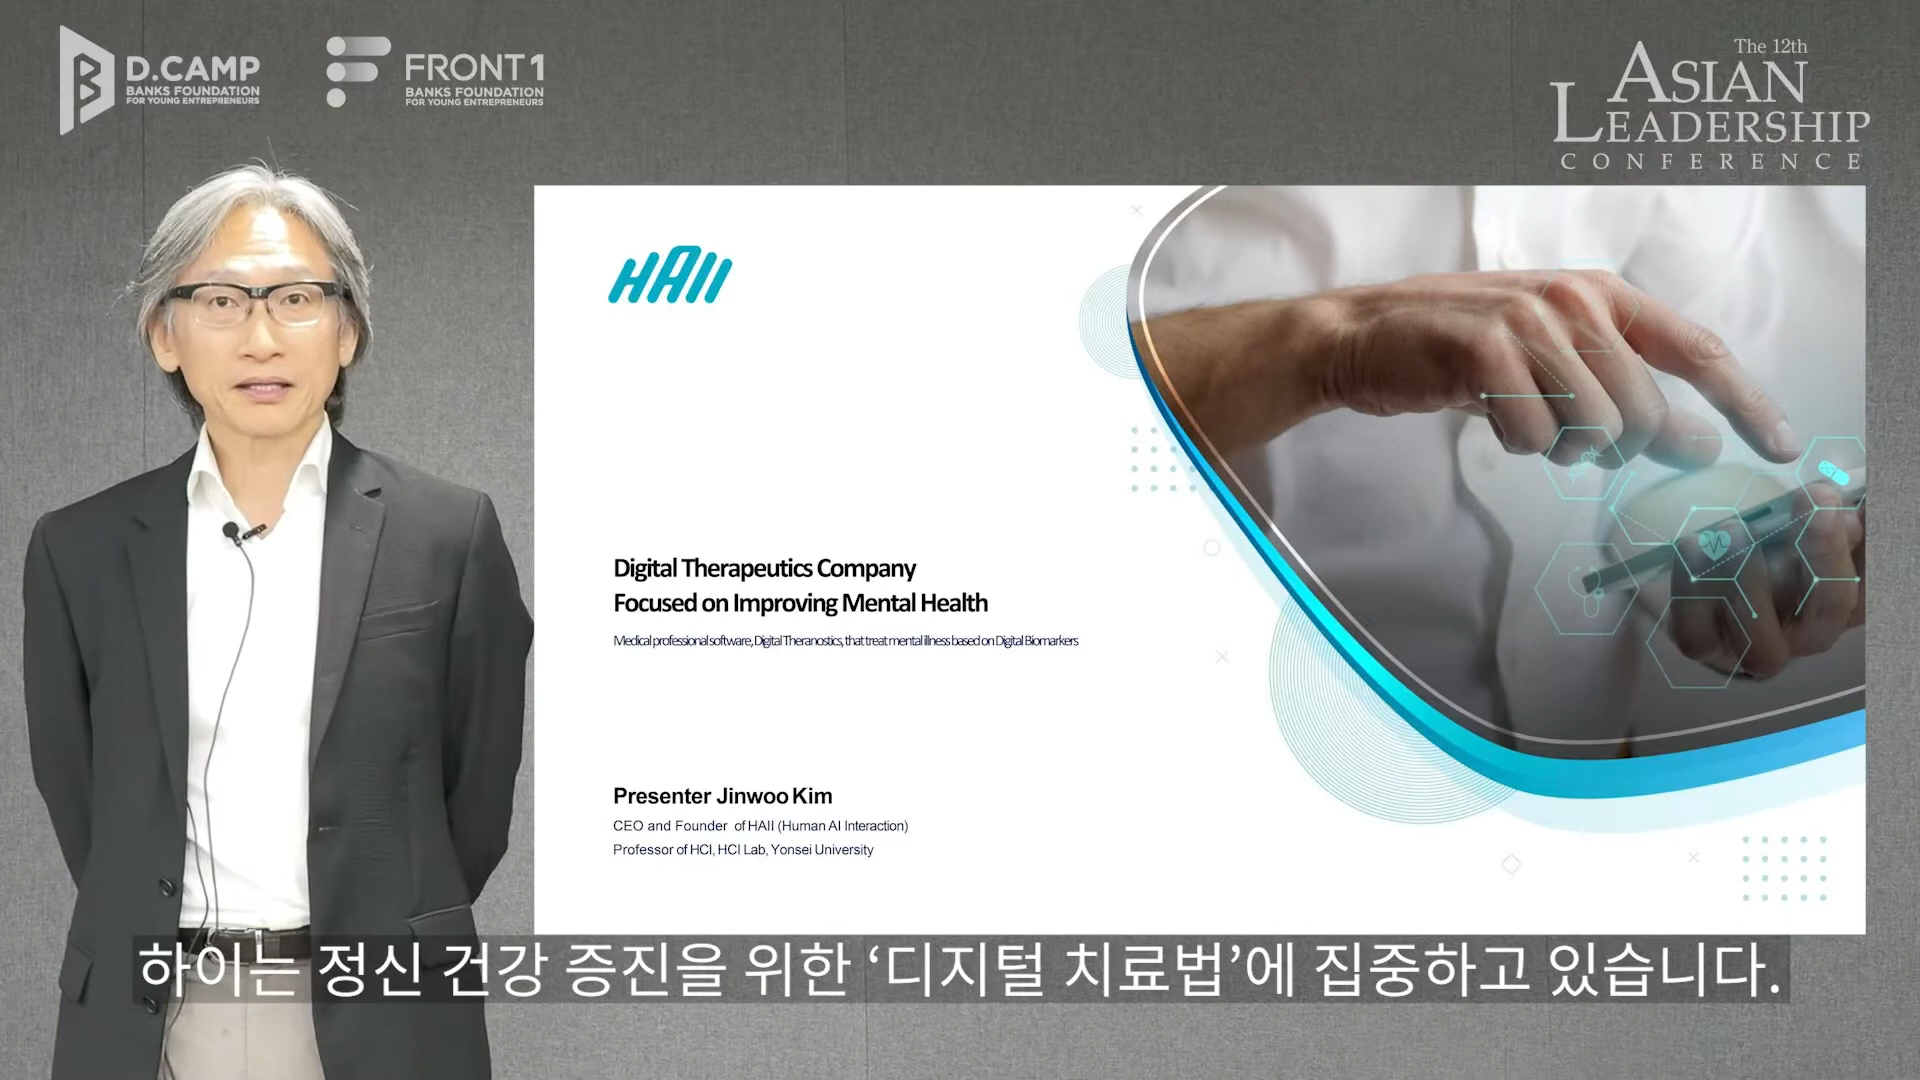 D.CAMP
BANKS FOUNDATION
FOR YOUNG ENTREPRENEURS
FRONT1
BANKS FOUNDATION
FOR YOUNG ENTREPRENEURS
The 12th
ASIAN
LEADERSHIP
CONFERENCE
HAII
Digital Therapeutics Company
Focused on Improving Mental Health
Medical professional software, Digital Theranostics, that treat mental illness based on Digital Biomarkers
Presenter Jinwoo Kim
CEO and Founder of HAII (Human AI Interaction)
Professor of HCI, HCI Lab, Yonsei University
하이는 정신 건강 증진을 위한 ‘디지털 치료법’에 집중하고 있습니다.